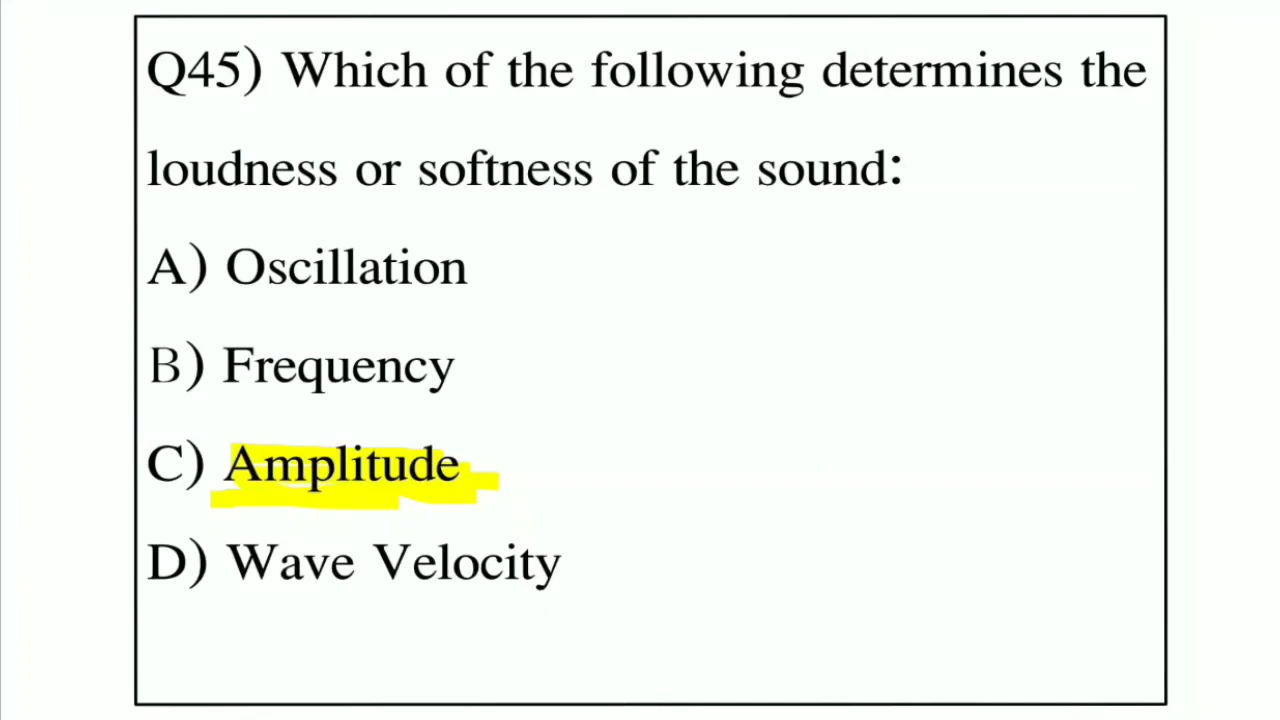 Q45) Which of the following determines the
loudness or softness of the sound:
A) Oscillation
B) Frequency
C) Amplitude
D) Wave Velocity